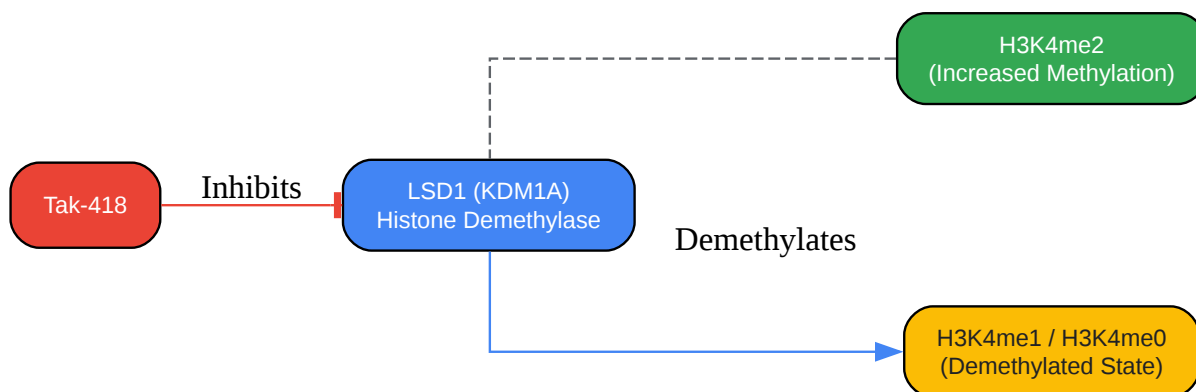 H3K4me2
(Increased Methylation)
Tak-418
Inhibits
LSD1 (KDM1A)
Histone Demethylase
Demethylates
H3K4me1 / H3K4me0
(Demethylated State)